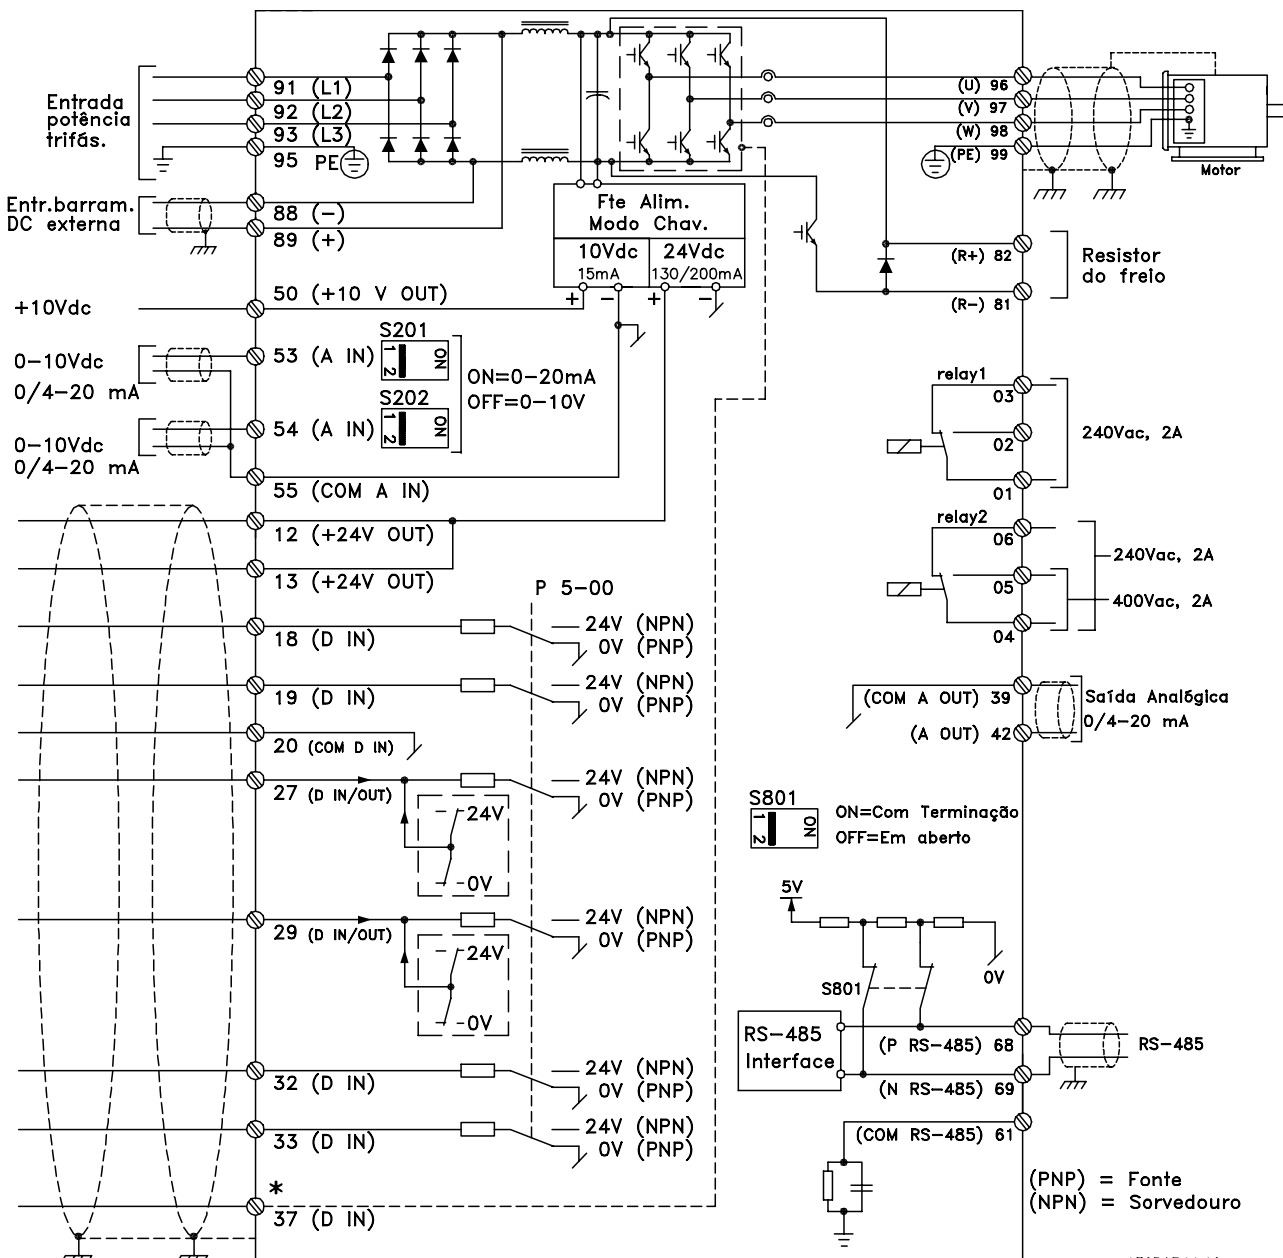 Entrada
potência
trifás.
91 (L1)
92 (L2)
93 (L3)
95 PE
Entr.barram.
DC externa
88 (−)
89 (+)
+10Vdc
50 (+10 V OUT)
0−10Vdc
0/4−20 mA
53 (A IN)
S201
1 2
ON
0−10Vdc
0/4−20 mA
54 (A IN)
S202
1 2
ON
ON=0−20mA
OFF=0−10V
55 (COM A IN)
12 (+24V OUT)
13 (+24V OUT)
Fte Alim.
Modo Chav.
10Vdc
15mA
24Vdc
130/200mA
+ − + −
P 5-00
18 (D IN)
24V (NPN)
0V (PNP)
19 (D IN)
24V (NPN)
0V (PNP)
20 (COM D IN)
27 (D IN/OUT)
24V
0V
24V (NPN)
0V (PNP)
29 (D IN/OUT)
24V
0V
24V (NPN)
0V (PNP)
32 (D IN)
24V (NPN)
0V (PNP)
33 (D IN)
24V (NPN)
0V (PNP)
*
37 (D IN)
(U) 96
(V) 97
(W) 98
(PE) 99
Motor
(R+) 82
(R−) 81
Resistor
do freio
relay1
03
02
01
240Vac, 2A
relay2
06
05
04
240Vac, 2A
400Vac, 2A
(COM A OUT) 39
(A OUT) 42
Saída Analógica
0/4−20 mA
S801
1 2
ON
ON=Com Terminação
OFF=Em aberto
5V
S801
0V
RS−485
Interface
(P RS−485) 68
(N RS−485) 69
(COM RS−485) 61
RS−485
(PNP) = Fonte
(NPN) = Sorvedouro